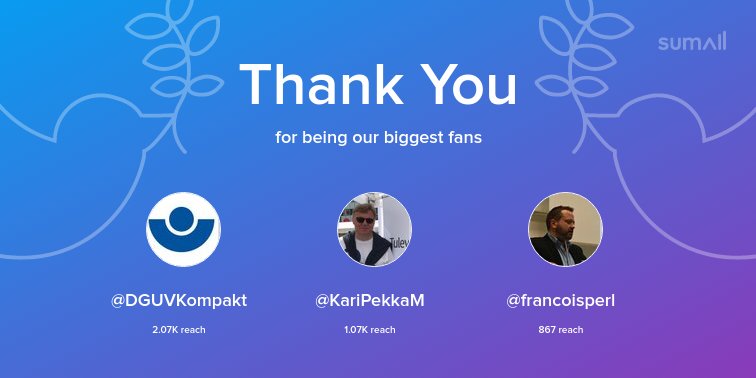 sumall
Thank You
for being our biggest fans
Tulev
@DGUVKompakt
@KariPekkaM
@francoisperl
2.07K reach
1.07K reach
867 reach